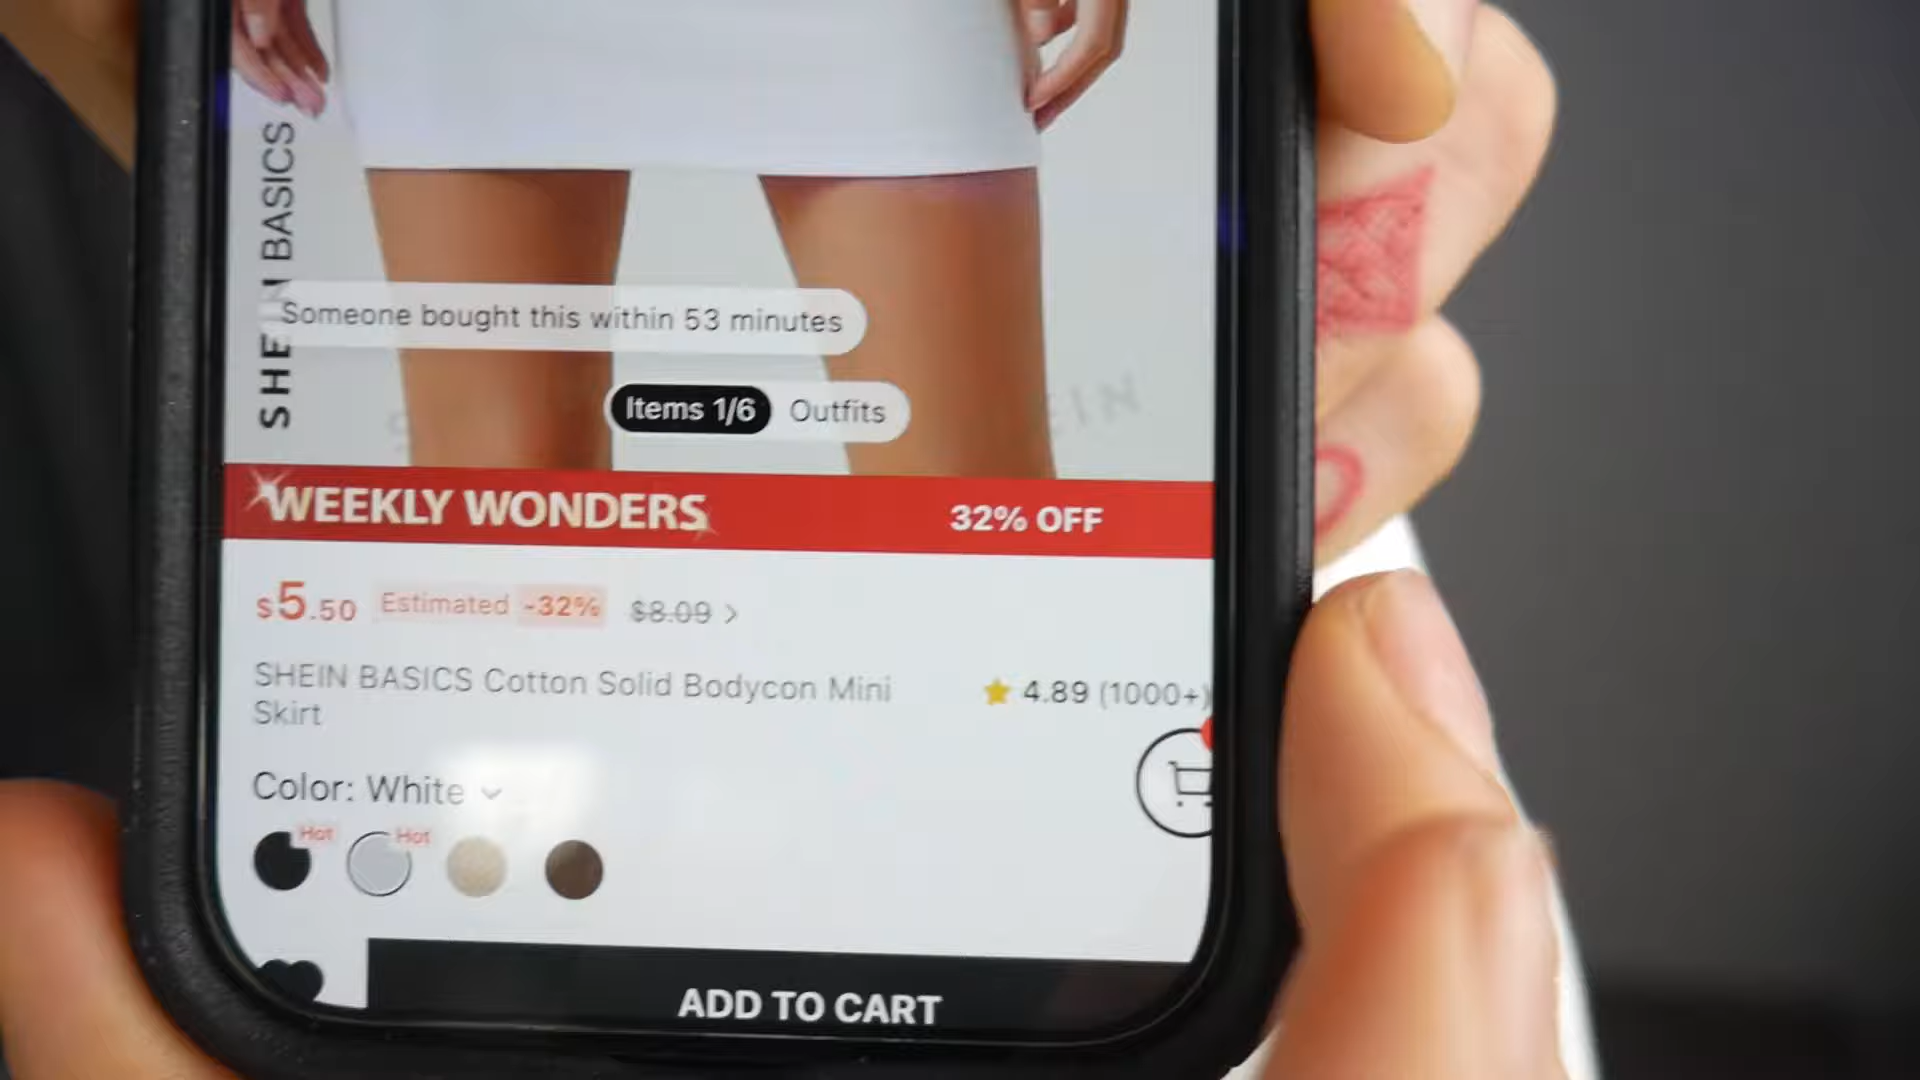 SHEIN BASICS
Someone bought this within 53 minutes
Items 1/6 Outfits
EIN
WEEKLY WONDERS 32% OFF
$5.50 Estimated -32% $8.09 >
SHEIN BASICS Cotton Solid Bodycon Mini
Skirt
★ 4.89 (1000+)
Color: White
Hot Hot
ADD TO CART